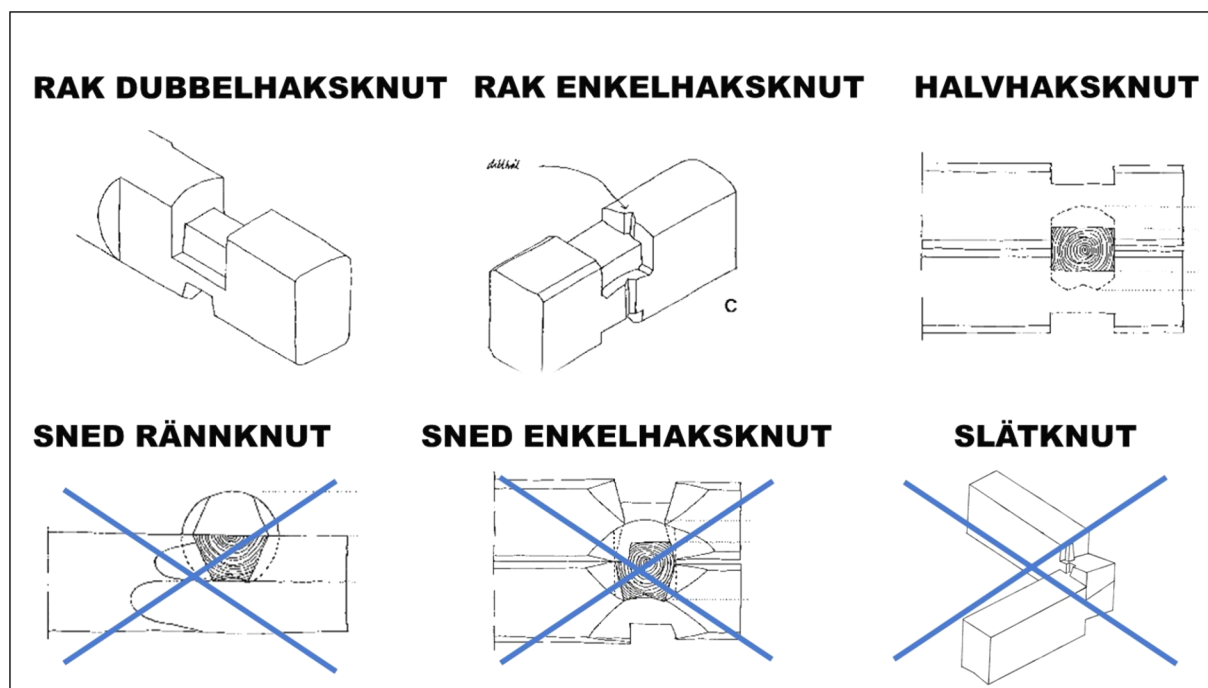 RAK DUBBELHAKSKNUT
RAK ENKELHAKSKNUT
HALVHAKSKNUT
C
SNED RÄNNKNUT
SNED ENKELHAKSKNUT
SLÄTKNUT